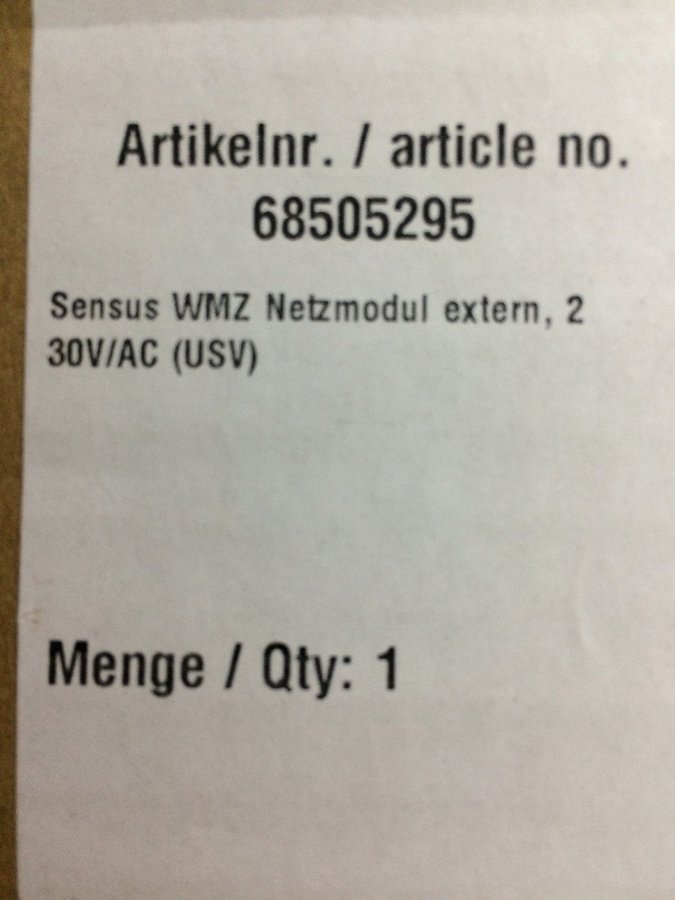 Artikelnr. / article no.
68505295
Sensus WMZ Netzmodul extern, 2
30V/AC (USV)
Menge / Qty: 1